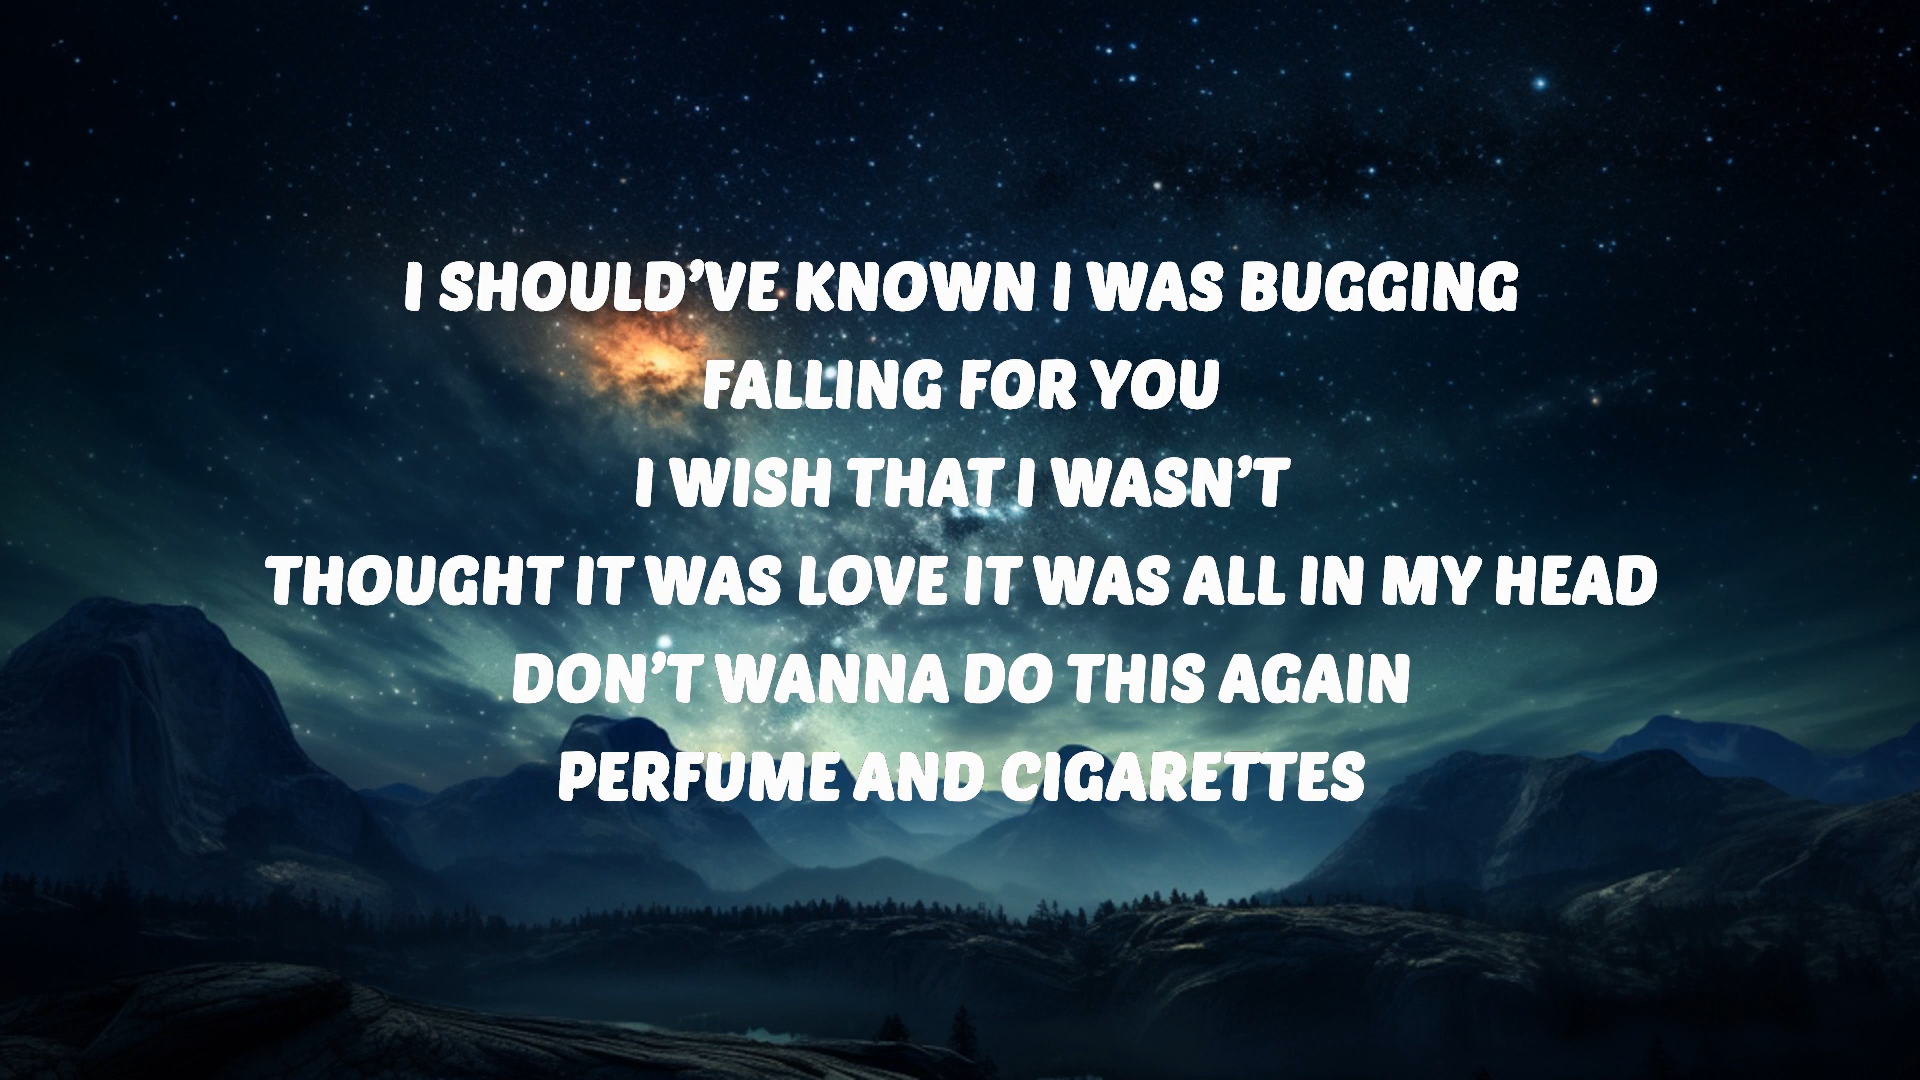 I SHOULD’VE KNOWN I WAS BUGGING
FALLING FOR YOU
I WISH THAT I WASN’T
THOUGHT IT WAS LOVE IT WAS ALL IN MY HEAD
DON’T WANNA DO THIS AGAIN
PERFUME AND CIGARETTES